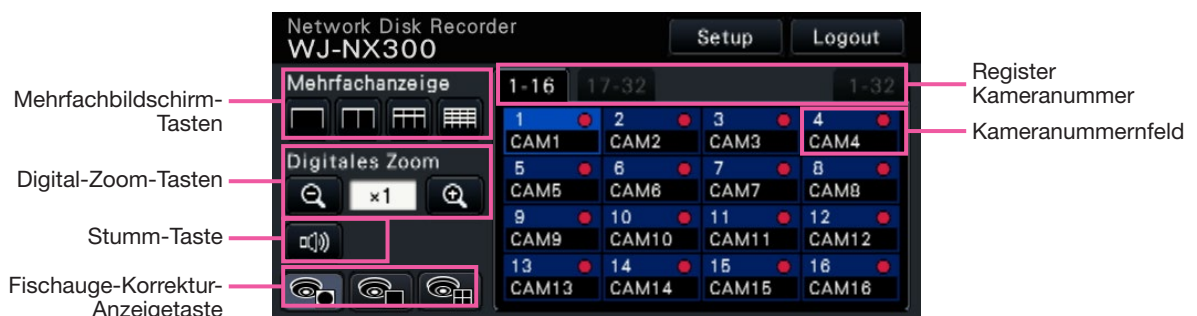 Network Disk Recorder
WJ-NX300
Setup
Logout
Mehrfachbildschirm-
Tasten
Mehrfachanzeige
1-16
17-32
1-32
Register
Kameranummer
1
2
3
4
CAM1
CAM2
CAM3
CAM4
Kameranummernfeld
Digital-Zoom-Tasten
Digitales Zoom
×1
5
6
7
8
CAM5
CAM6
CAM7
CAM8
Stumm-Taste
9
10
11
12
CAM9
CAM10
CAM11
CAM12
Fischauge-Korrektur-
Anzeigetaste
13
14
15
16
CAM13
CAM14
CAM15
CAM16